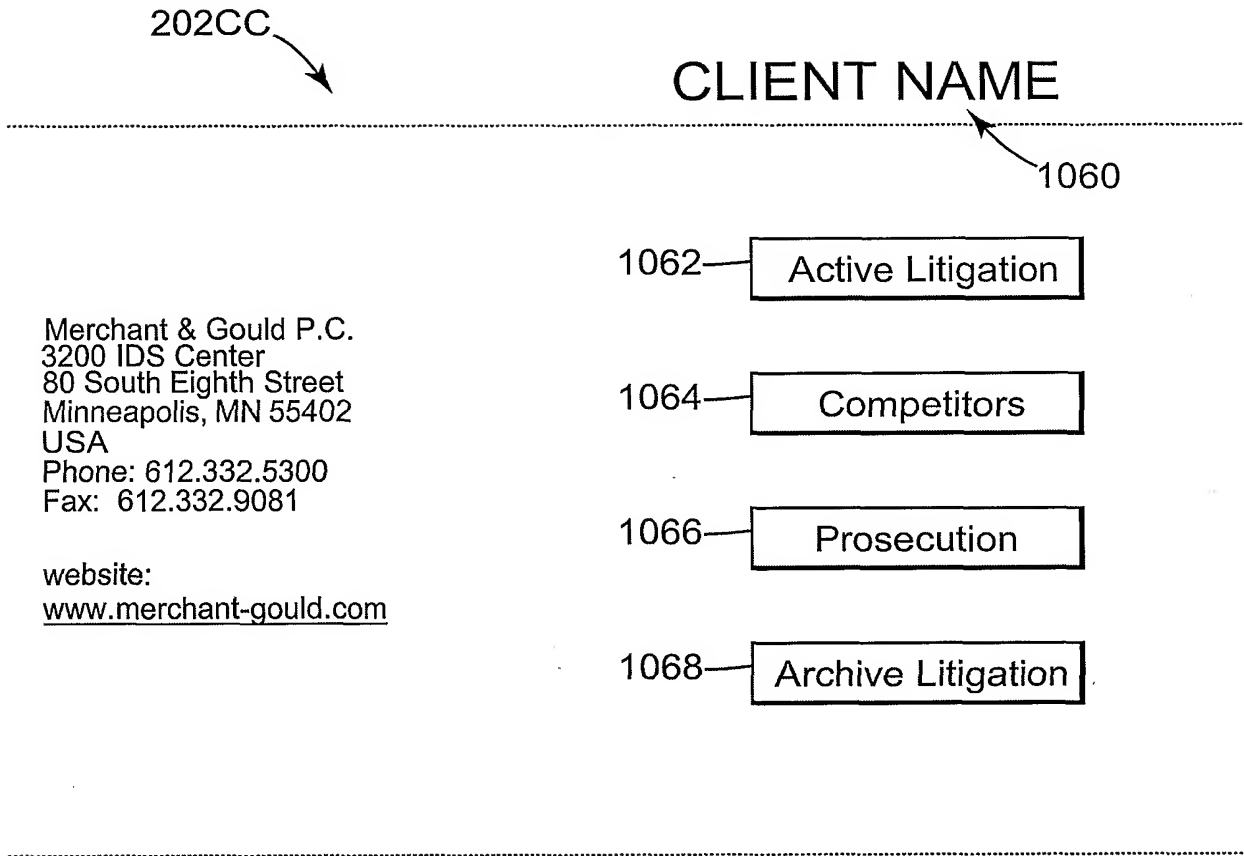 202CC
CLIENT NAME
1060
1062 Active Litigation
Merchant & Gould P.C.
3200 IDS Center
80 South Eighth Street
Minneapolis, MN 55402
USA
Phone: 612.332.5300
Fax: 612.332.9081
website:
www.merchant-gould.com
1064 Competitors
1066 Prosecution
1068 Archive Litigation